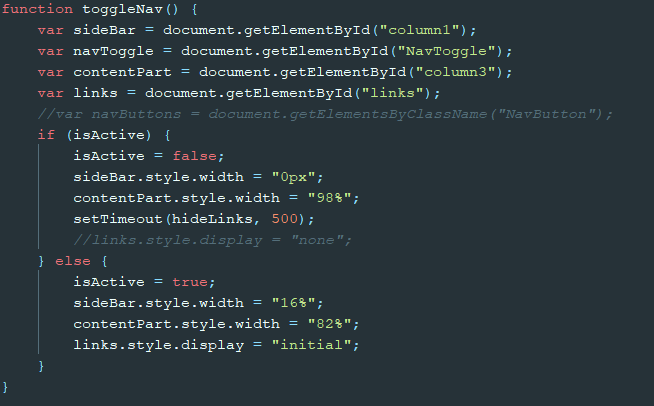 function toggleNav() {
    var sideBar = document.getElementById("column1");
    var navToggle = document.getElementById("NavToggle");
    var contentPart = document.getElementById("column3");
    var links = document.getElementById("links");
    //var navButtons = document.getElementsByClassName("NavButton");
    if (isActive) {
        isActive = false;
        sideBar.style.width = "0px";
        contentPart.style.width = "98%";
        setTimeout(hideLinks, 500);
        //links.style.display = "none";
    } else {
        isActive = true;
        sideBar.style.width = "16%";
        contentPart.style.width = "82%";
        links.style.display = "initial";
    }
}